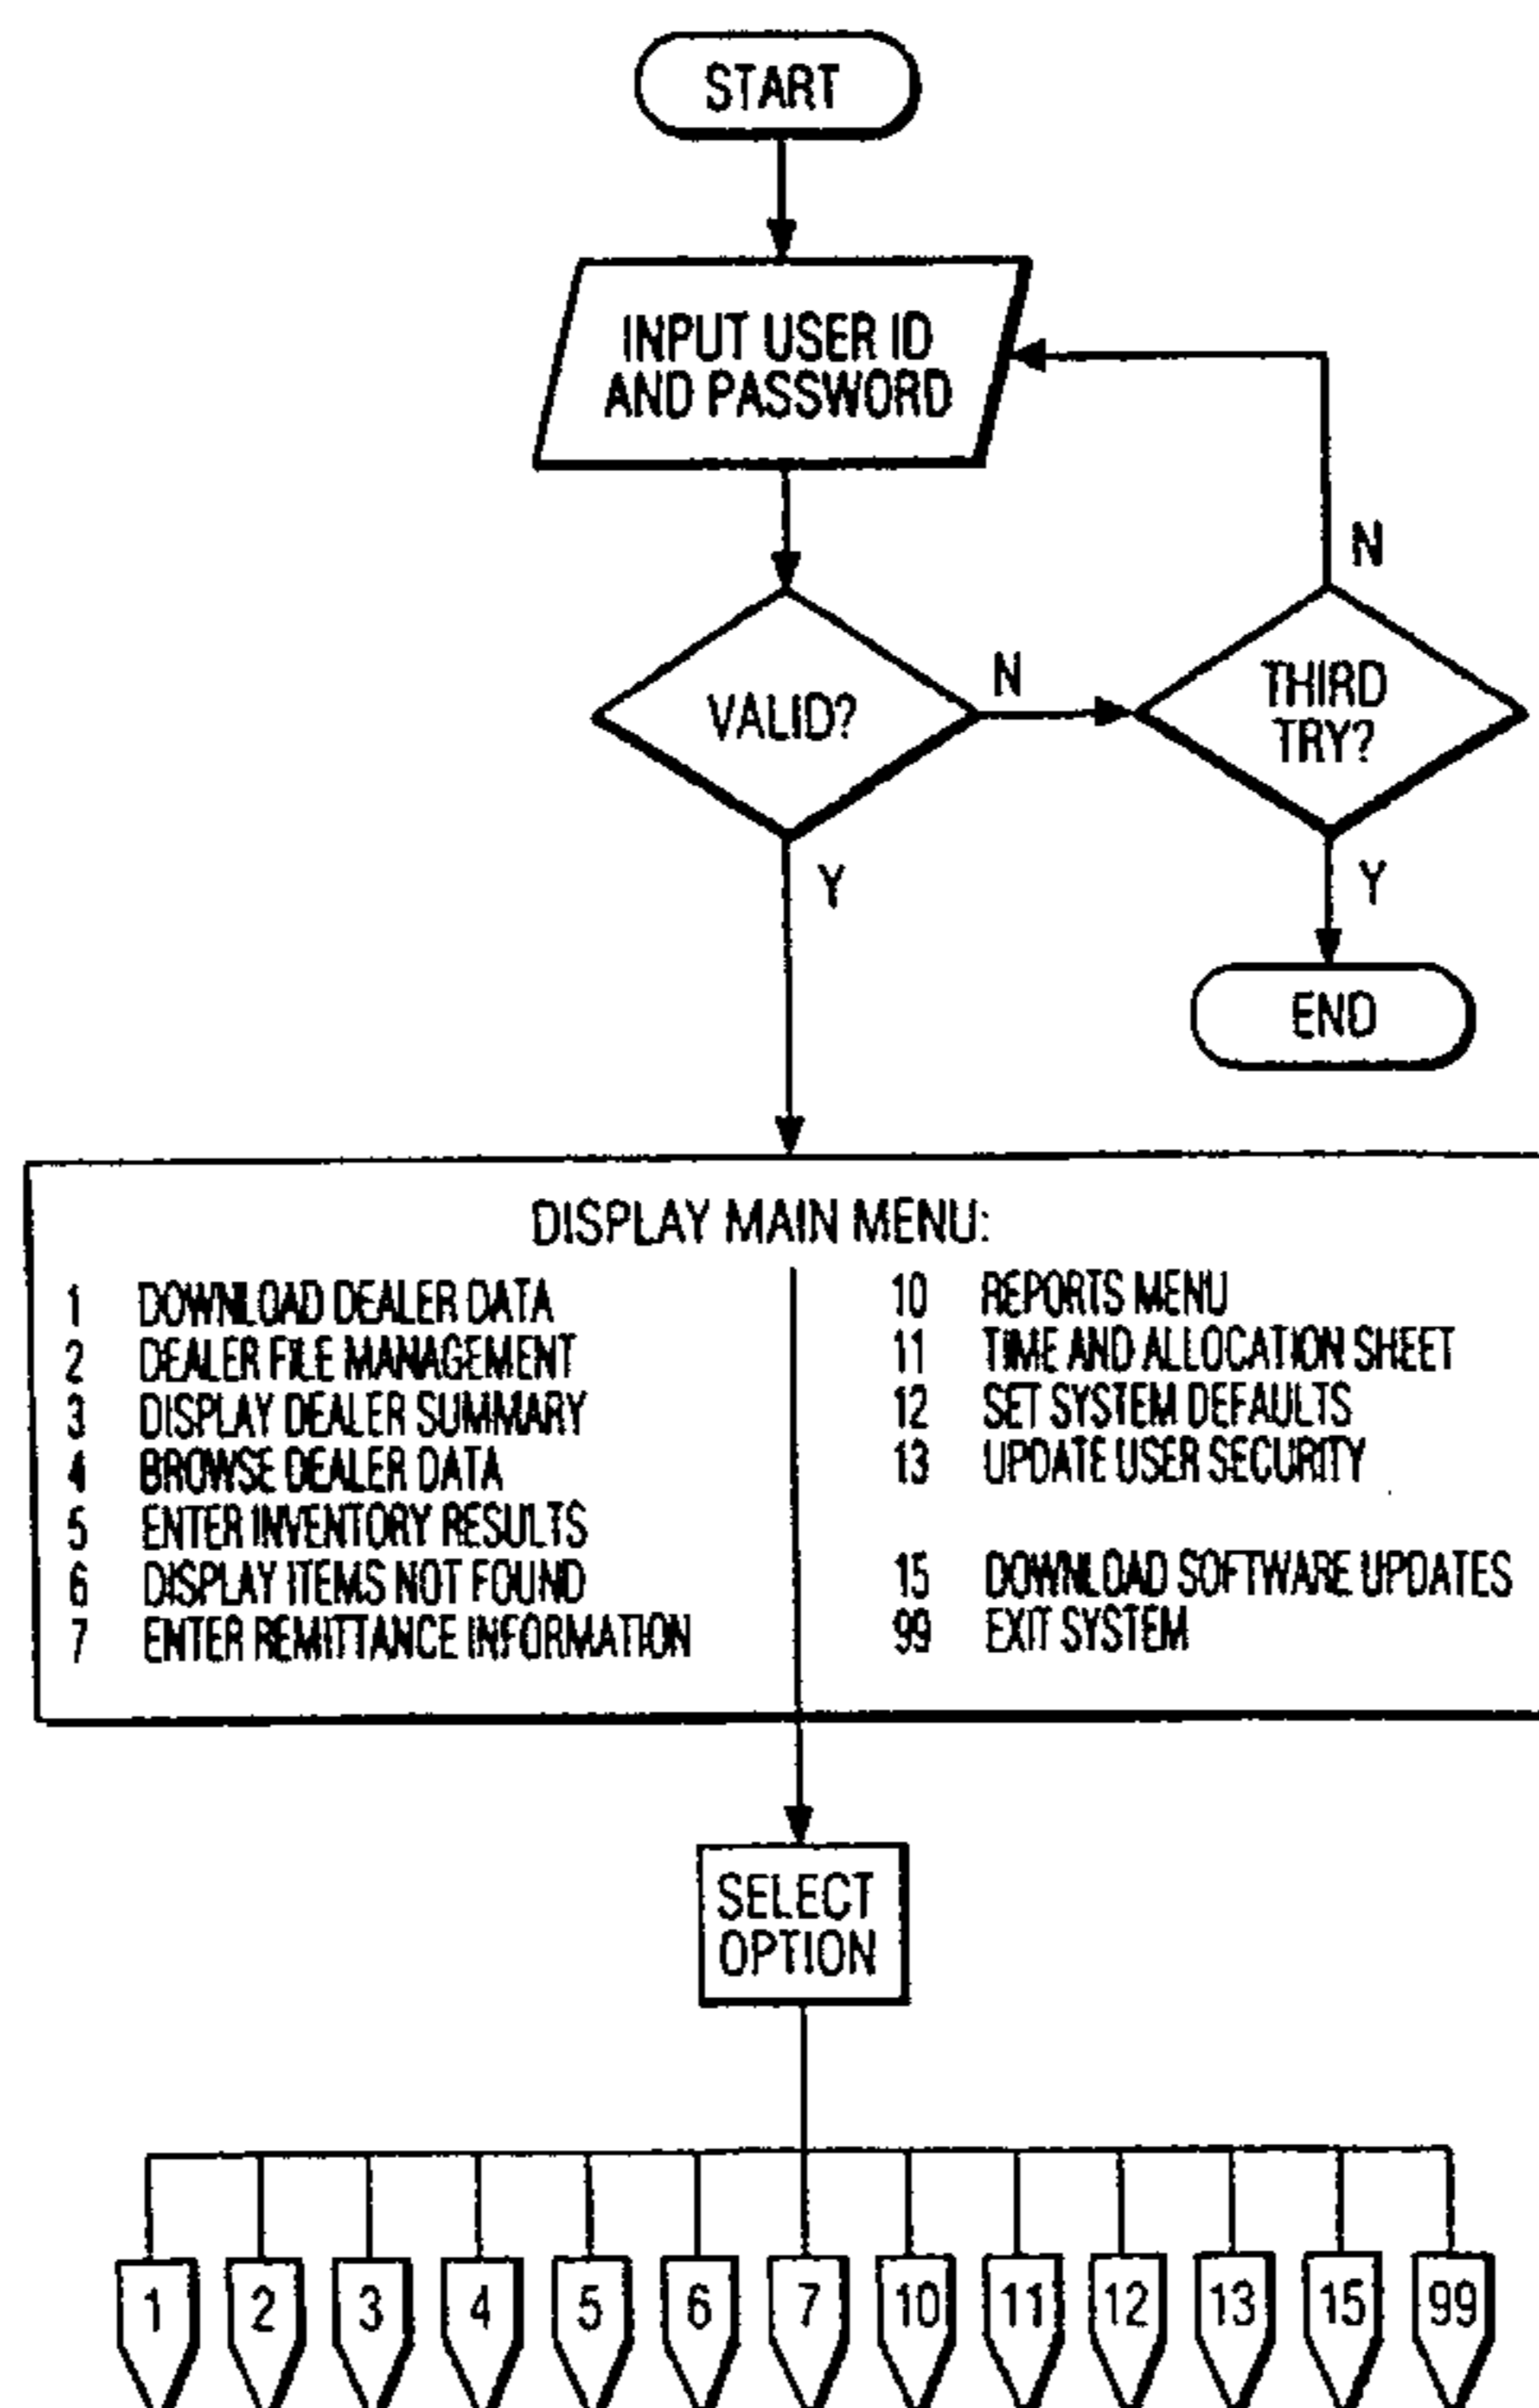 START
INPUT USER ID
AND PASSWORD
N
VALID?
N
THIRD
TRY?
Y
Y
END
DISPLAY MAIN MENU:
1 DOWNLOAD DEALER DATA
2 DEALER FILE MANAGEMENT
3 DISPLAY DEALER SUMMARY
4 BROWSE DEALER DATA
5 ENTER INVENTORY RESULTS
6 DISPLAY ITEMS NOT FOUND
7 ENTER REMITTANCE INFORMATION
10 REPORTS MENU
11 TIME AND ALLOCATION SHEET
12 SET SYSTEM DEFAULTS
13 UPDATE USER SECURITY
15 DOWNLOAD SOFTWARE UPDATES
99 EXIT SYSTEM
SELECT
OPTION
1 2 3 4 5 6 7 10 11 12 13 15 99